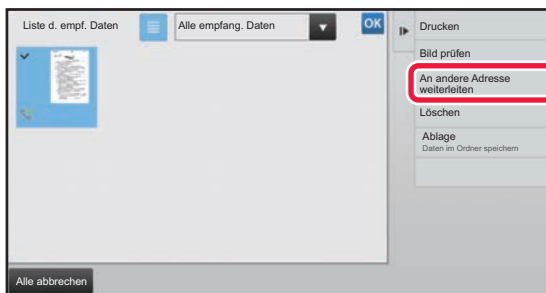 Liste d. empf. Daten
Alle empfang. Daten
OK
Drucken
Bild prüfen
An andere Adresse
weiterleiten
Löschen
Ablage
Daten im Ordner speichern
Alle abbrechen